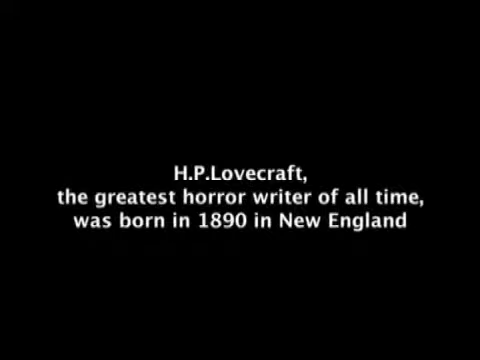 H.P.Lovecraft,
the greatest horror writer of all time,
was born in 1890 in New England